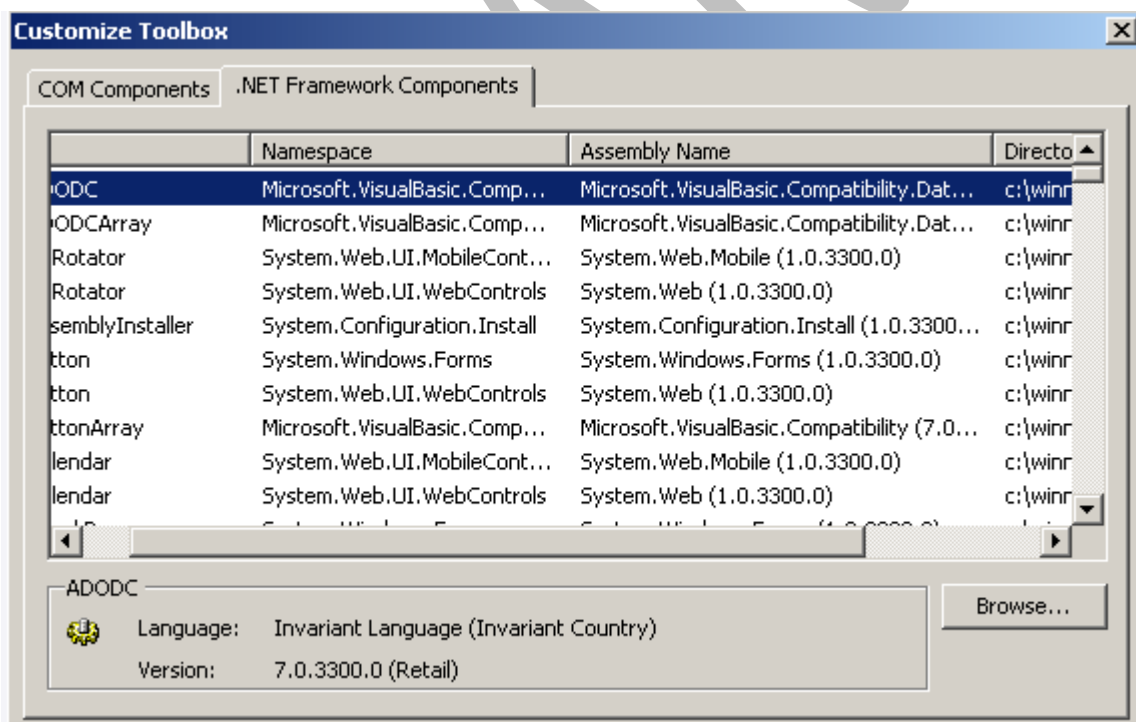 Customize Toolbox
COM Components .NET Framework Components
Namespace Assembly Name Directo
ODC Microsoft.VisualBasic.Comp... Microsoft.VisualBasic.Compatibility.Dat... c:\winr
ODCArray Microsoft.VisualBasic.Comp... Microsoft.VisualBasic.Compatibility.Dat... c:\winr
Rotator System.Web.UI.MobileCont... System.Web.Mobile (1.0.3300.0) c:\winr
Rotator System.Web.UI.WebControls System.Web (1.0.3300.0) c:\winr
semblyInstaller System.Configuration.Install System.Configuration.Install (1.0.3300... c:\winr
tton System.Windows.Forms System.Windows.Forms (1.0.3300.0) c:\winr
tton System.Web.UI.WebControls System.Web (1.0.3300.0) c:\winr
ttonArray Microsoft.VisualBasic.Comp... Microsoft.VisualBasic.Compatibility (7.0... c:\winr
lendar System.Web.UI.MobileCont... System.Web.Mobile (1.0.3300.0) c:\winr
lendar System.Web.UI.WebControls System.Web (1.0.3300.0) c:\winr
ADODC
Browse...
Language: Invariant Language (Invariant Country)
Version: 7.0.3300.0 (Retail)